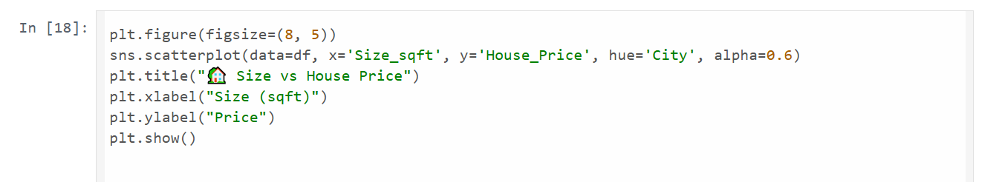 In [18]:
plt.figure(figsize=(8, 5))
sns.scatterplot(data=df, x='Size_sqft', y='House_Price', hue='City', alpha=0.6)
plt.title("🏡 Size vs House Price")
plt.xlabel("Size (sqft)")
plt.ylabel("Price")
plt.show()